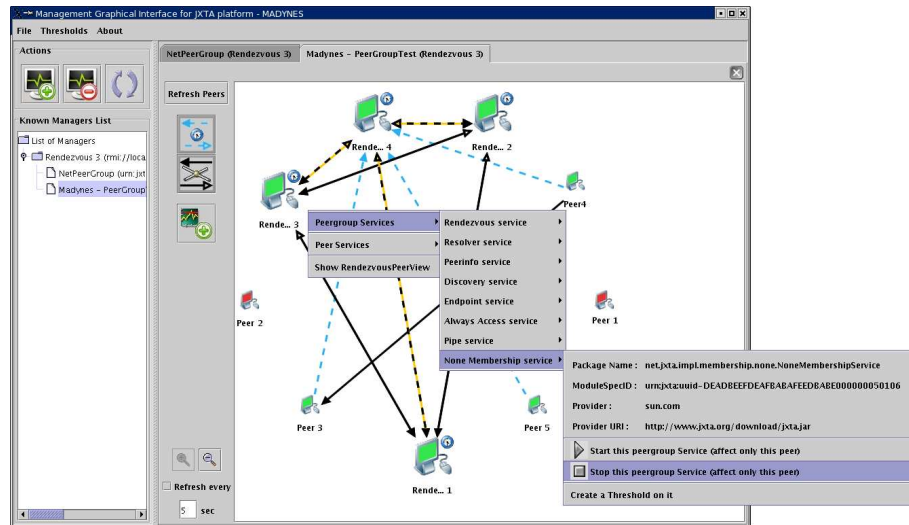 Management Graphical Interface for JXTA platform - MADYNES
File Thresholds About
Actions
Known Managers List
List of Managers
Rendezvous 3 (rmi://loca
NetPeerGroup (urn:jxt
Madynes - PeerGroup
NetPeerGroup (Rendezvous 3)
Madynes - PeerGroupTest (Rendezvous 3)
Refresh Peers
Refresh every
5 sec
Rende... 4
Rende... 2
Peer4
Rende... 3
Peer 2
Peer 1
Peer 3
Peer 5
Rende... 1
Peergroup Services
Peer Services
Show RendezvousPeerView
Rendezvous service
Resolver service
Peerinfo service
Discovery service
Endpoint service
Always Access service
Pipe service
None Membership service
Package Name : net.jxta.impl.membership.none.NoneMembershipService
ModuleSpecID : urn:jxta:uuid-DEADBEEFDEAFBABAFEEDBABE000000050106
Provider : sun.com
Provider URI : http://www.jxta.org/download/jxta.jar
Start this peergroup Service (affect only this peer)
Stop this peergroup Service (affect only this peer)
Create a Threshold on it